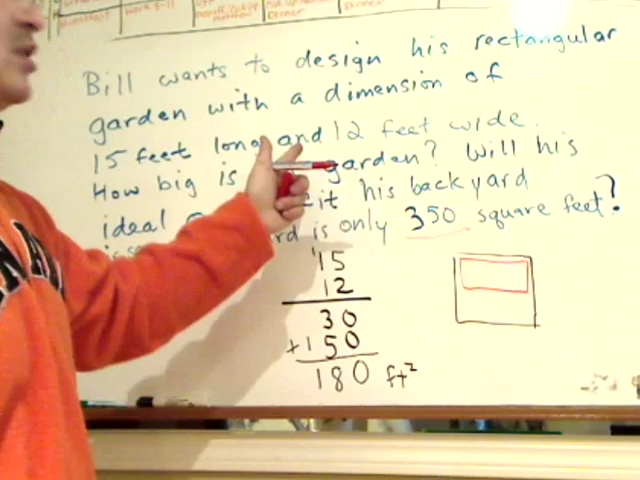 Bill wants to design his rectangular
garden with a dimension of
15 feet long and 12 feet wide.
How big is garden? Will his
ideal his backyard
is only 350 square feet?
15
12
30
+150
180 ft²